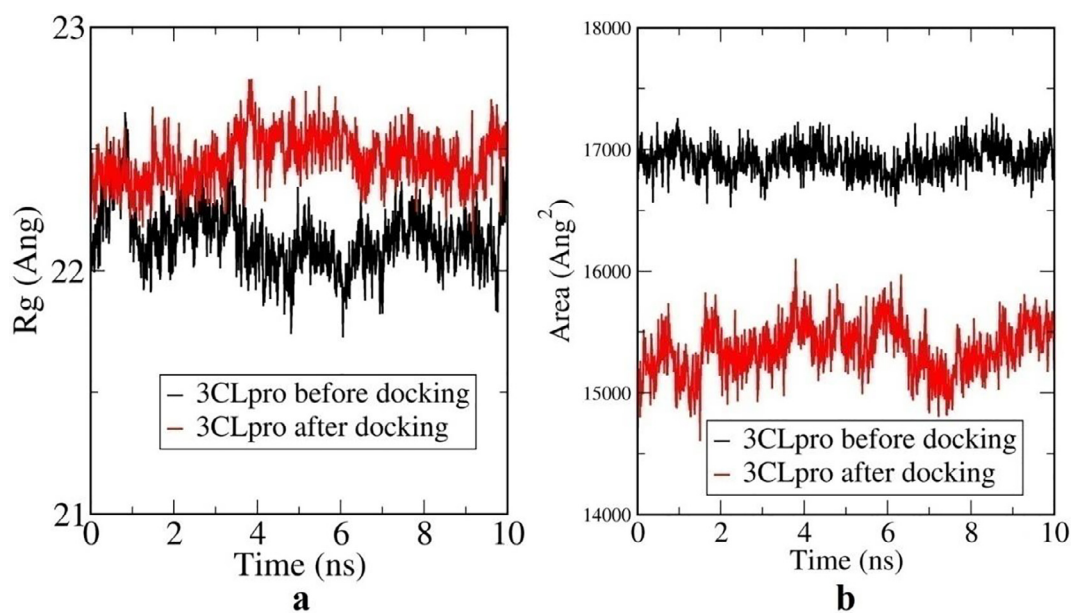 23
22
21
Rg (Ang)
3CLpro before docking
3CLpro after docking
0 2 4 6 8 10
Time (ns)
a
18000
17000
16000
15000
14000
Area (Ang²)
3CLpro before docking
3CLpro after docking
0 2 4 6 8 10
Time (ns)
b